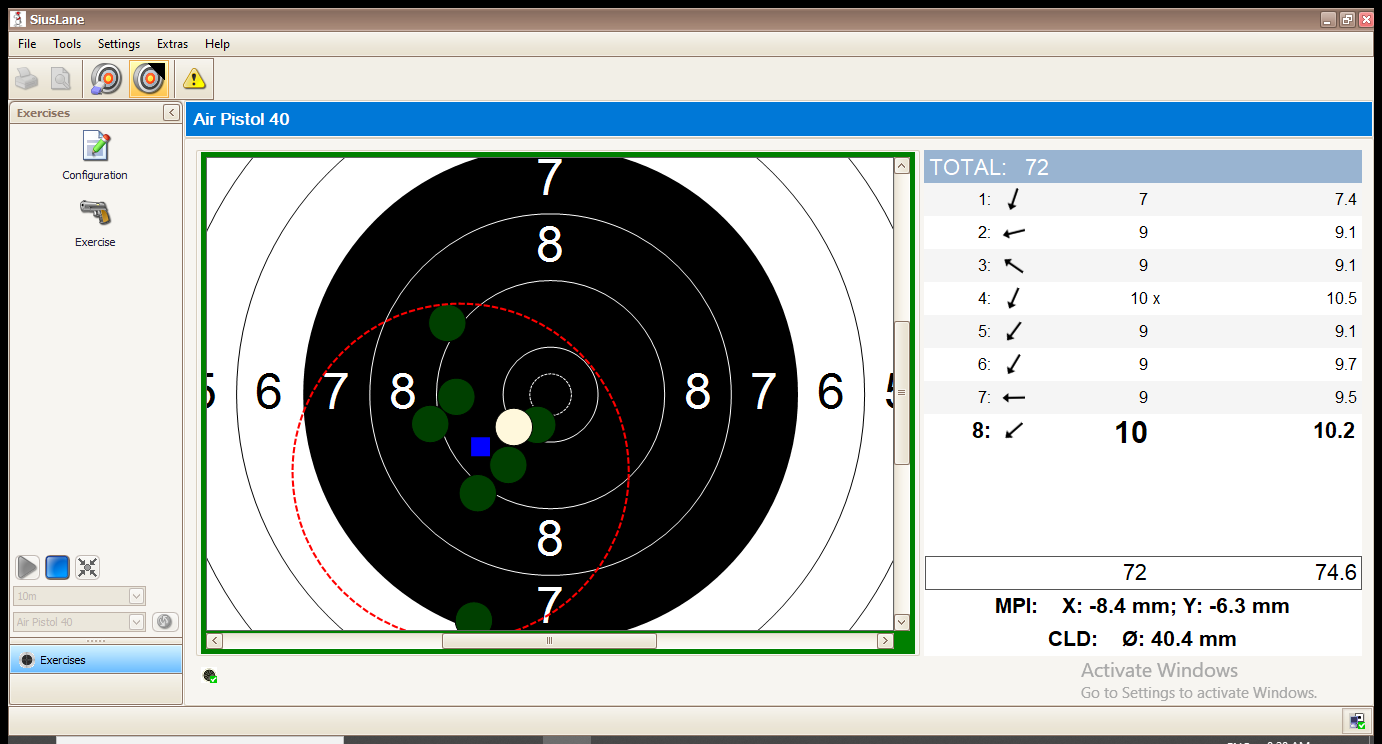 SiusLane
File Tools Settings Extras Help
Exercises
Configuration
Exercise
10m
Air Pistol 40
Exercises
Air Pistol 40
7
8
5 6 7 8 8 7 6 5
8
7
TOTAL: 72
1: 7 7.4
2: 9 9.1
3: 9 9.1
4: 10 x 10.5
5: 9 9.1
6: 9 9.7
7: 9 9.5
8: 10 10.2
72 74.6
MPI: X: -8.4 mm; Y: -6.3 mm
CLD: Ø: 40.4 mm
Activate Windows
Go to Settings to activate Windows.